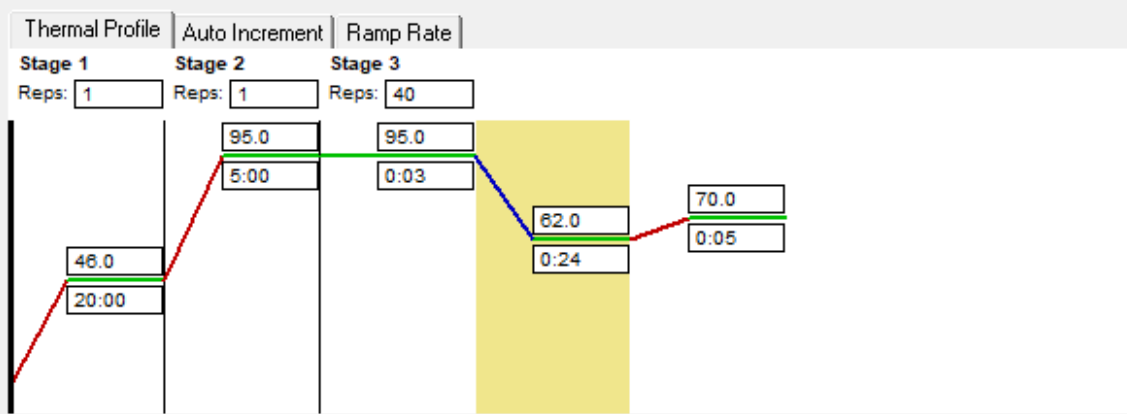 Thermal Profile Auto Increment Ramp Rate
Stage 1 Stage 2 Stage 3
Reps: 1 Reps: 1 Reps: 40
95.0 95.0
5:00 0:03
70.0
62.0
0:05
46.0 0:24
20:00